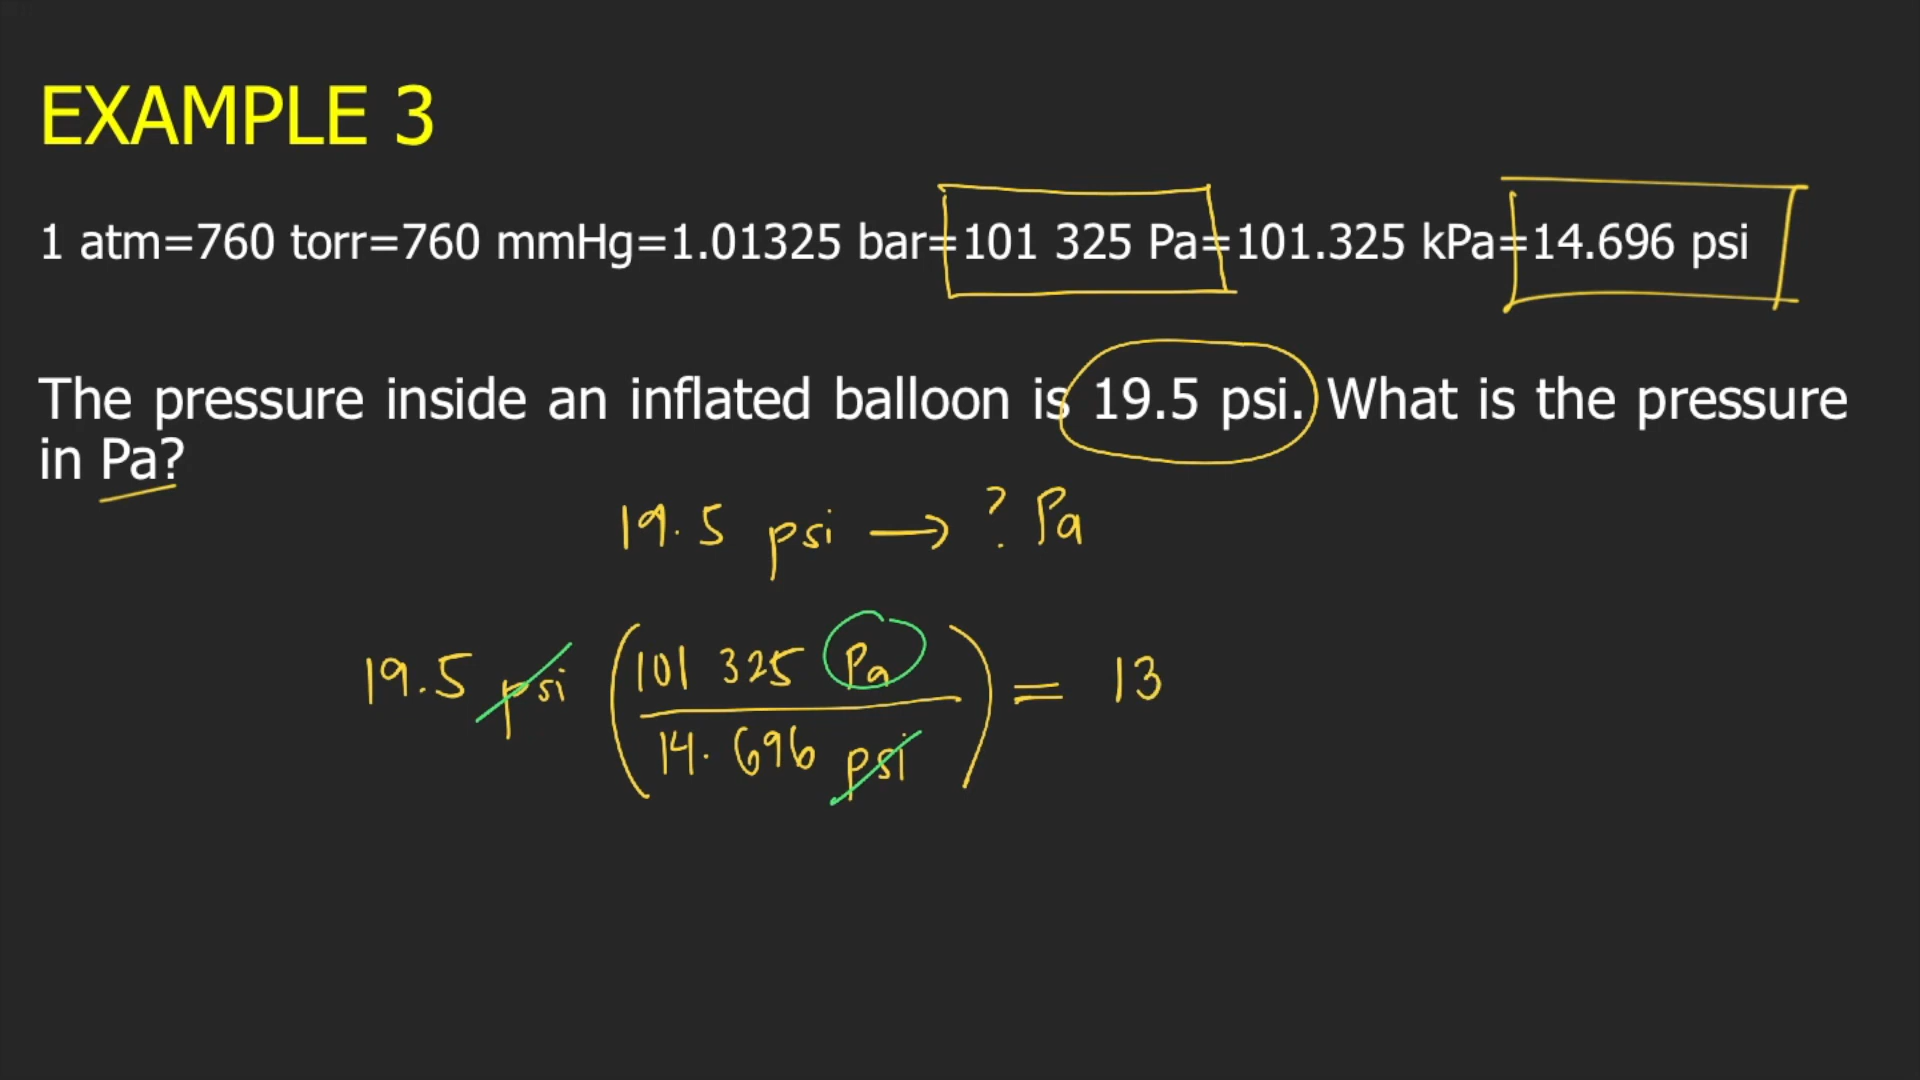 EXAMPLE 3
1 atm=760 torr=760 mmHg=1.01325 bar=101 325 Pa=101.325 kPa=14.696 psi
The pressure inside an inflated balloon is 19.5 psi. What is the pressure
in Pa?
19.5 psi → ? Pa
19.5 psi (101 325 Pa / 14.696 psi) = 13